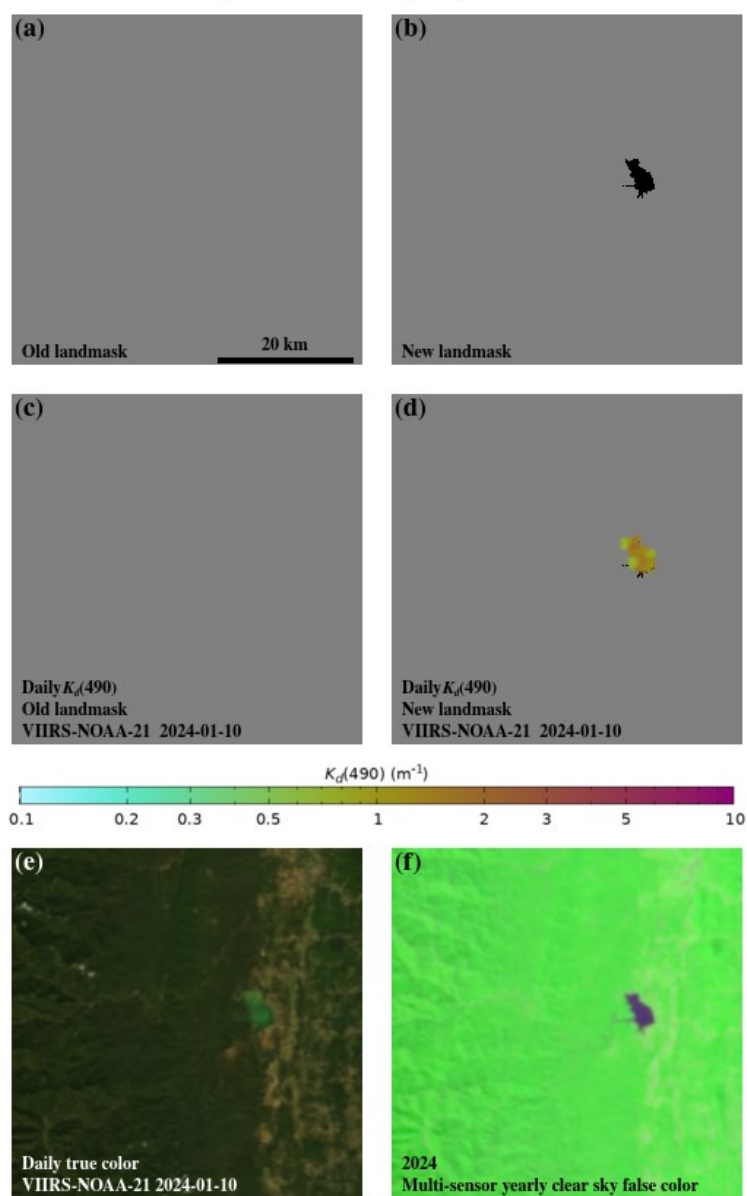 (a)
(b)
Old landmask
20 km
New landmask
(c)
(d)
Daily Kd(490)
Old landmask
VIIRS-NOAA-21 2024-01-10
Daily Kd(490)
New landmask
VIIRS-NOAA-21 2024-01-10
Kd(490) (m-1)
0.1 0.2 0.3 0.5 1 2 3 5 10
(e)
(f)
Daily true color
VIIRS-NOAA-21 2024-01-10
2024
Multi-sensor yearly clear sky false color